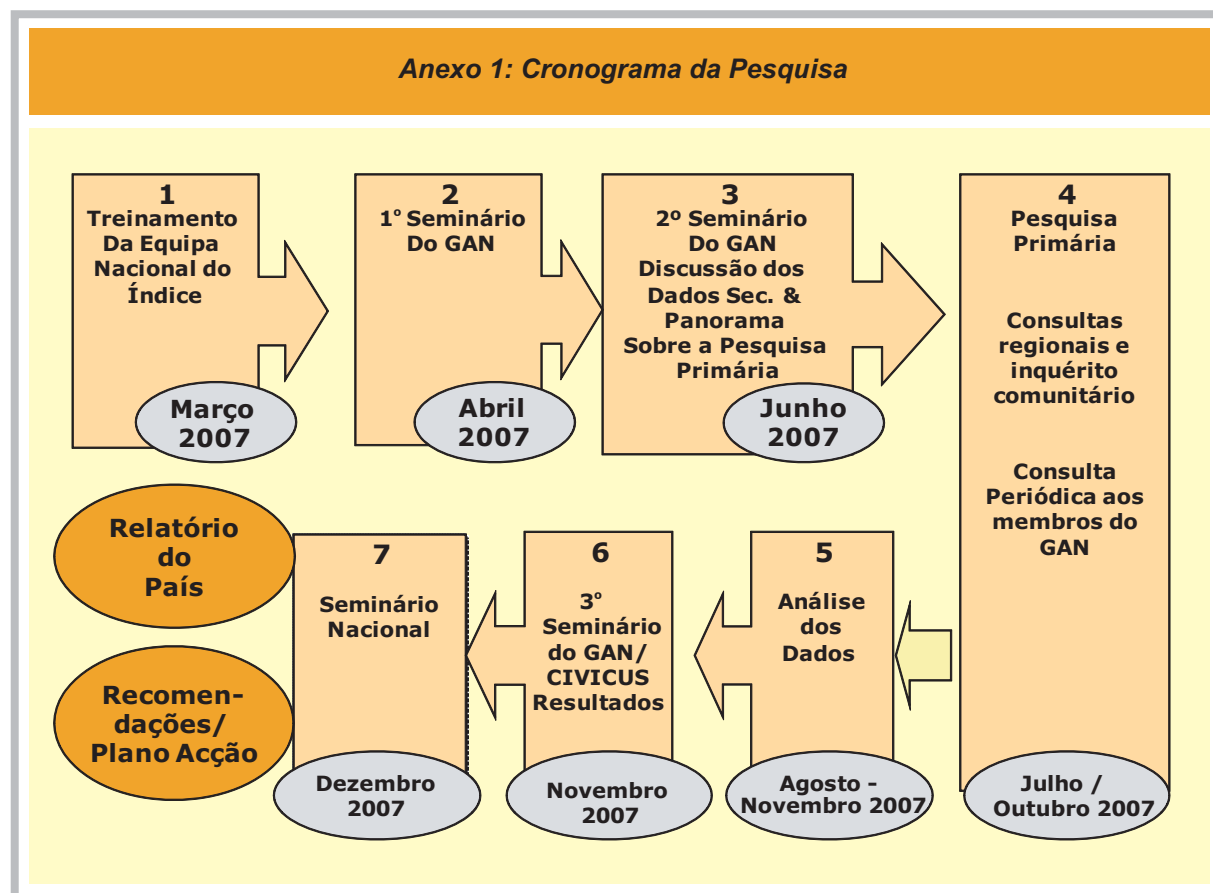 Anexo 1: Cronograma da Pesquisa
1
Treinamento
Da Equipa
Nacional do
Índice
Março
2007
2
1º Seminário
Do GAN
Abril
2007
3
2º Seminário
Do GAN
Discussão dos
Dados Sec. &
Panorama
Sobre a Pesquisa
Primária
Junho
2007
4
Pesquisa
Primária
Consultas
regionais e
inquérito
comunitário
Consulta
Periódica aos
membros do
GAN
Julho /
Outubro 2007
5
Análise
dos
Dados
Agosto -
Novembro 2007
6
3º
Seminário
do GAN/
CIVICUS
Resultados
Novembro
2007
7
Seminário
Nacional
Dezembro
2007
Relatório
do
País
Recomen-
dações/
Plano Acção